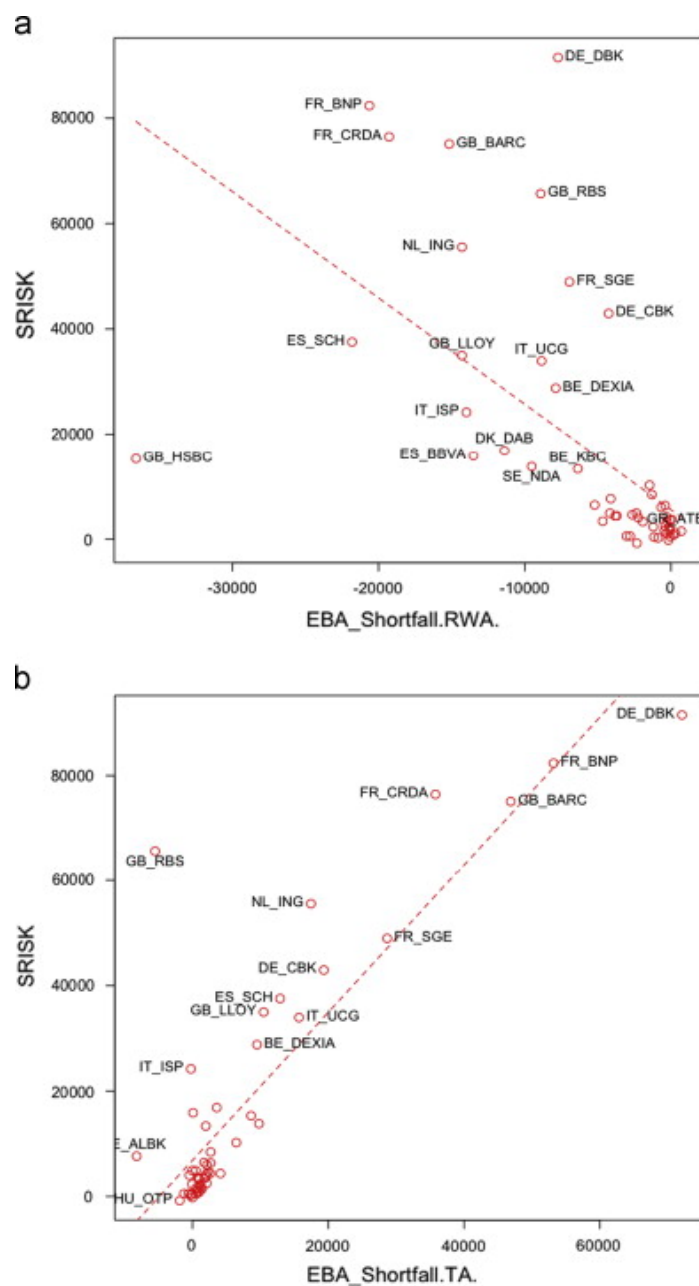 a
DE_DBK
FR_BNP
80000
FR_CRDA
GB_BARC
GB_RBS
60000
NL_ING
FR_SGE
SRISK
DE_CBK
40000
ES_SCH
GB_LLOY
IT_UCG
BE_DEXIA
IT_ISP
20000
DK_DAB
ES_BBVA
BE_KBC
GB_HSBC
SE_NDA
GR_ATE
0
-30000 -20000 -10000 0
EBA_Shortfall.RWA.
b
DE_DBK
FR_BNP
80000
FR_CRDA
GB_BARC
GB_RBS
60000
NL_ING
FR_SGE
SRISK
DE_CBK
40000
ES_SCH
GB_LLOY
IT_UCG
BE_DEXIA
IT_ISP
20000
E_ALBK
HU_OTP
0
0 20000 40000 60000
EBA_Shortfall.TA.